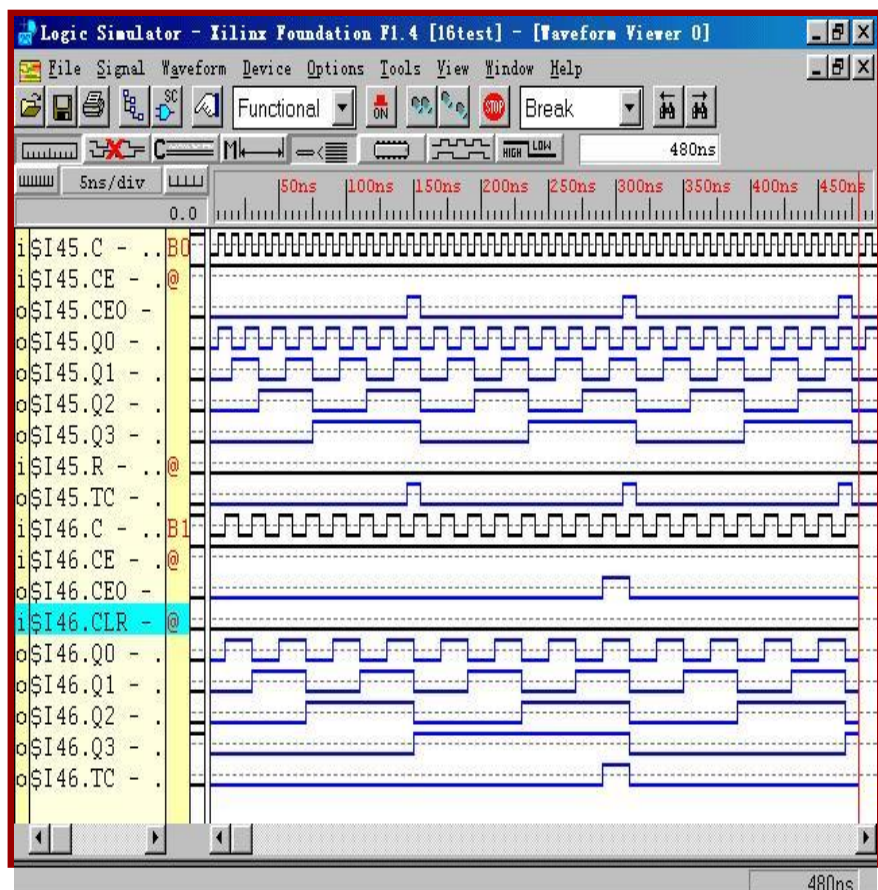 Logic Simulator - Xilinx Foundation F1.4 [16test] - [Waveform Viewer 0]
File Signal Waveform Device Options Tools View Window Help
SC Functional ON STOP Break
M HIGH LOW 480ns
5ns/div 50ns 100ns 150ns 200ns 250ns 300ns 350ns 400ns 450ns
0.0
i $I45.C - .. B0
i $I45.CE - . @
o $I45.CEO -
o $I45.Q0 - .
o $I45.Q1 - .
o $I45.Q2 - .
o $I45.Q3 - .
i $I45.R - .. @
o $I45.TC - .
i $I46.C - .. B1
i $I46.CE - . @
o $I46.CEO -
i $I46.CLR - @
o $I46.Q0 - .
o $I46.Q1 - .
o $I46.Q2 - .
o $I46.Q3 - .
o $I46.TC - .
480ns